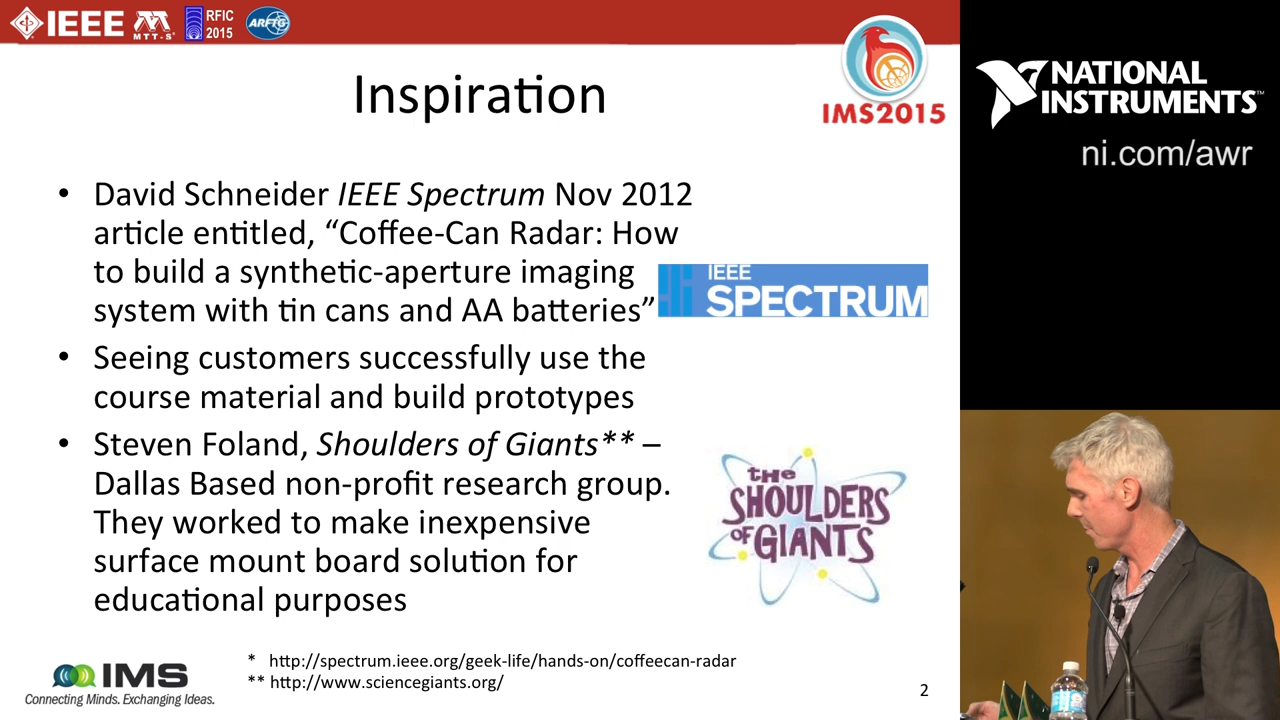 IEEE
MTT-S
RFIC
2015
ARFTG
IMS2015
Inspiration
• David Schneider IEEE Spectrum Nov 2012
article entitled, “Coffee-Can Radar: How
to build a synthetic-aperture imaging
system with tin cans and AA batteries”
IEEE
SPECTRUM
• Seeing customers successfully use the
course material and build prototypes
• Steven Foland, Shoulders of Giants** –
Dallas Based non-profit research group.
They worked to make inexpensive
surface mount board solution for
educational purposes
THE
SHOULDERS
OF GIANTS
* http://spectrum.ieee.org/geek-life/hands-on/coffeecan-radar
** http://www.sciencegiants.org/
IMS
Connecting Minds. Exchanging Ideas.
2
NATIONAL
INSTRUMENTS™
ni.com/awr